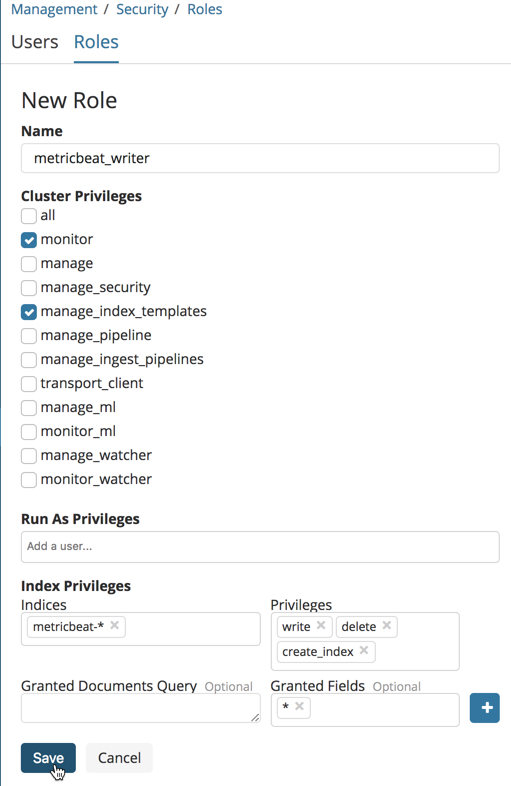 Management / Security / Roles
Users Roles
New Role
Name
metricbeat_writer
Cluster Privileges
all
monitor
manage
manage_security
manage_index_templates
manage_pipeline
manage_ingest_pipelines
transport_client
manage_ml
monitor_ml
manage_watcher
monitor_watcher
Run As Privileges
Add a user...
Index Privileges
Indices Privileges
metricbeat-* × write × delete ×
create_index ×
Granted Documents Query Optional Granted Fields Optional
* ×
+
Save Cancel